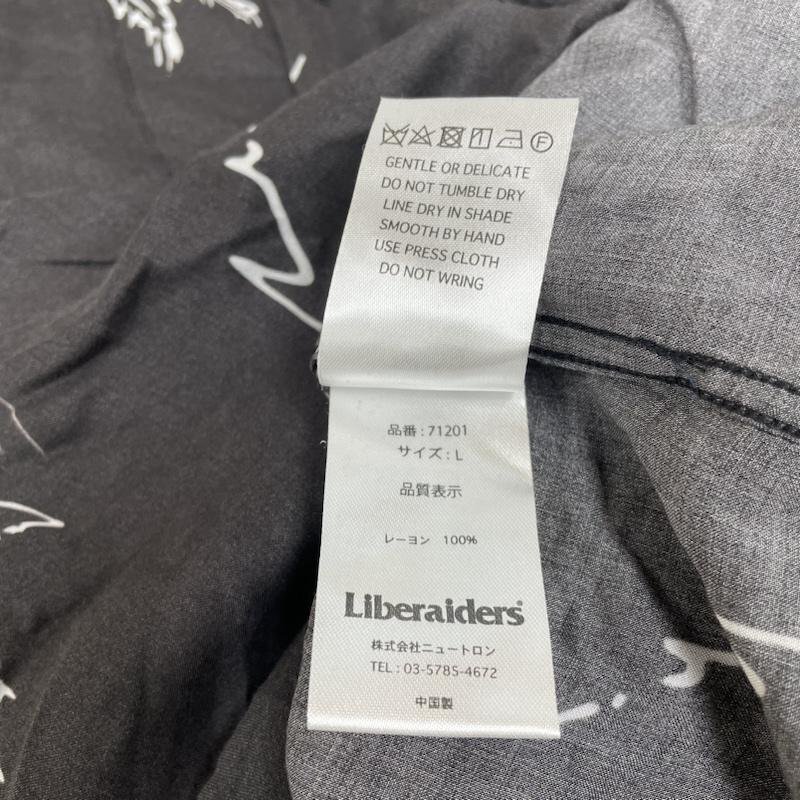 F
GENTLE OR DELICATE
DO NOT TUMBLE DRY
LINE DRY IN SHADE
SMOOTH BY HAND
USE PRESS CLOTH
DO NOT WRING
品番:71201
サイズ:L
品質表示
レーヨン 100%
Liberaiders
株式会社ニュートロン
TEL:03-5785-4672
中国製